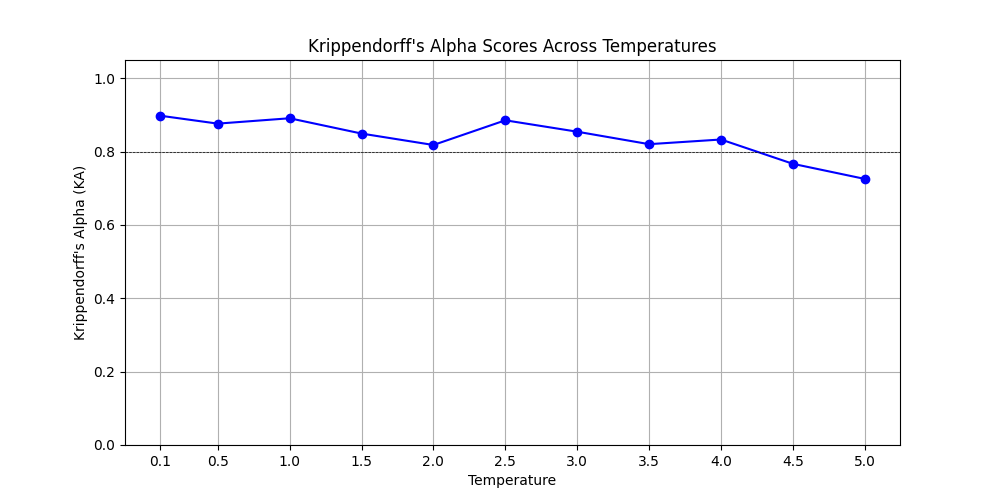 Krippendorff's Alpha Scores Across Temperatures
Krippendorff's Alpha (KA)
1.0
0.8
0.6
0.4
0.2
0.0
0.1 0.5 1.0 1.5 2.0 2.5 3.0 3.5 4.0 4.5 5.0
Temperature